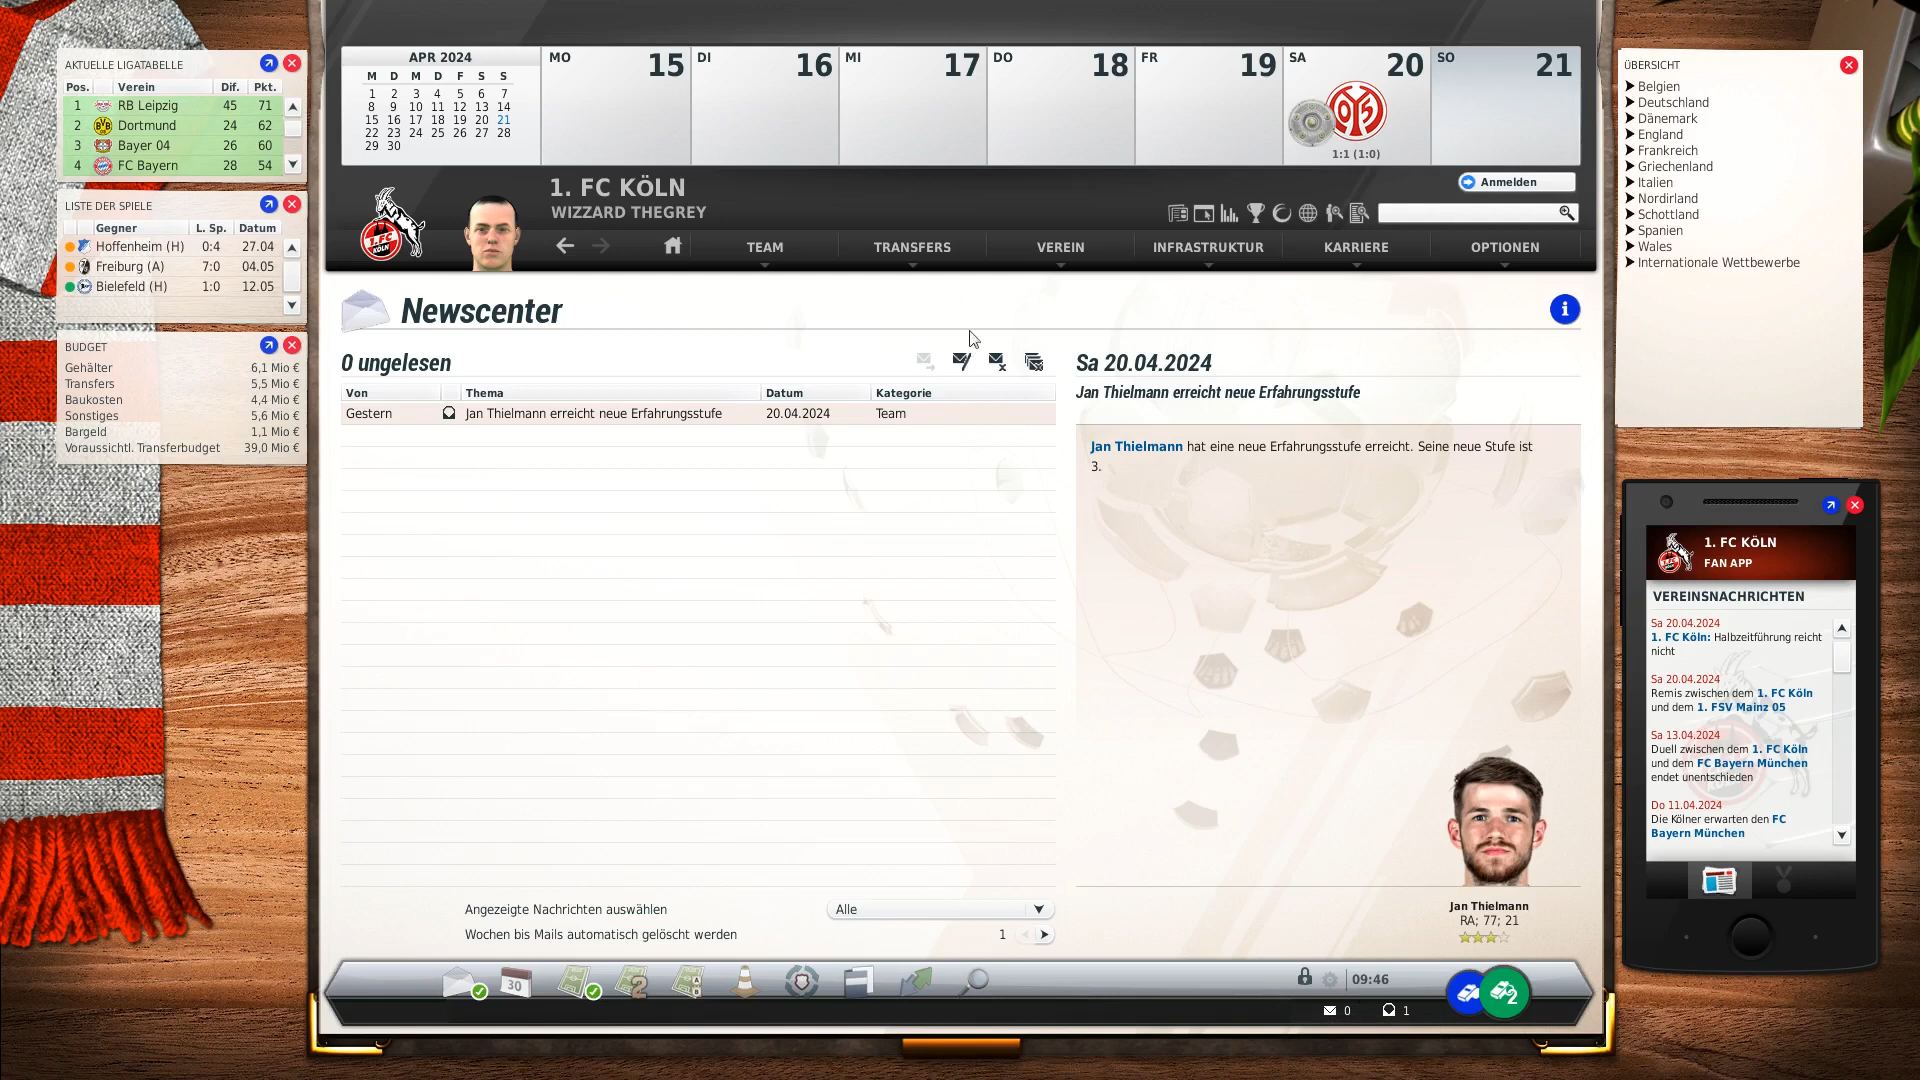 AKTUELLE LIGATABELLE
Pos. Verein Dif. Pkt.
1 RB Leipzig 45 71
2 Dortmund 24 62
3 Bayer 04 26 60
4 FC Bayern 28 54
LISTE DER SPIELE
Gegner L. Sp. Datum
Hoffenheim (H) 0:4 27.04
Freiburg (A) 7:0 04.05
Bielefeld (H) 1:0 12.05
BUDGET
Gehälter 6,1 Mio €
Transfers 5,5 Mio €
Baukosten 4,4 Mio €
Sonstiges 5,6 Mio €
Bargeld 1,1 Mio €
Voraussichtl. Transferbudget 39,0 Mio €
APR 2024
M D M D F S S
1 2 3 4 5 6 7
8 9 10 11 12 13 14
15 16 17 18 19 20 21
22 23 24 25 26 27 28
29 30
MO 15 DI 16 MI 17 DO 18 FR 19 SA 20 SO 21
1:1 (1:0)
1. FC KÖLN
WIZZARD THEGREY
Anmelden
TEAM TRANSFERS VEREIN INFRASTRUKTUR KARRIERE OPTIONEN
Newscenter
0 ungelesen
Von Thema Datum Kategorie
Gestern Jan Thielmann erreicht neue Erfahrungsstufe 20.04.2024 Team
Angezeigte Nachrichten auswählen Alle
Wochen bis Mails automatisch gelöscht werden 1
Sa 20.04.2024
Jan Thielmann erreicht neue Erfahrungsstufe
Jan Thielmann hat eine neue Erfahrungsstufe erreicht. Seine neue Stufe ist
3.
Jan Thielmann
RA; 77; 21
30
2
09:46
2
0 1
ÜBERSICHT
Belgien
Deutschland
Dänemark
England
Frankreich
Griechenland
Italien
Nordirland
Schottland
Spanien
Wales
Internationale Wettbewerbe
1. FC KÖLN
FAN APP
VEREINSNACHRICHTEN
Sa 20.04.2024
1. FC Köln: Halbzeitführung reicht
nicht
Sa 20.04.2024
Remis zwischen dem 1. FC Köln
und dem 1. FSV Mainz 05
Sa 13.04.2024
Duell zwischen dem 1. FC Köln
und dem FC Bayern München
endet unentschieden
Do 11.04.2024
Die Kölner erwarten den FC
Bayern München